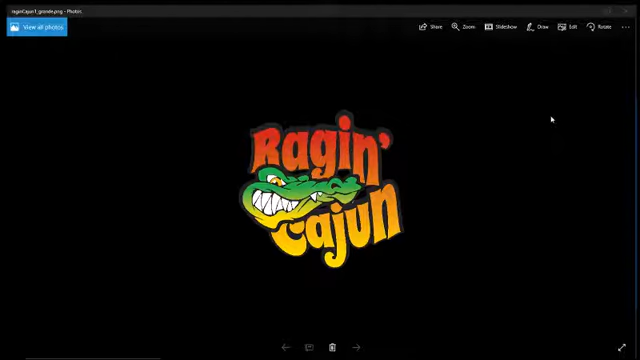 raginCajun1_grande.png - Photos
View all photos
Share
Zoom
Slideshow
Draw
Edit
Rotate
Ragin'
Cajun